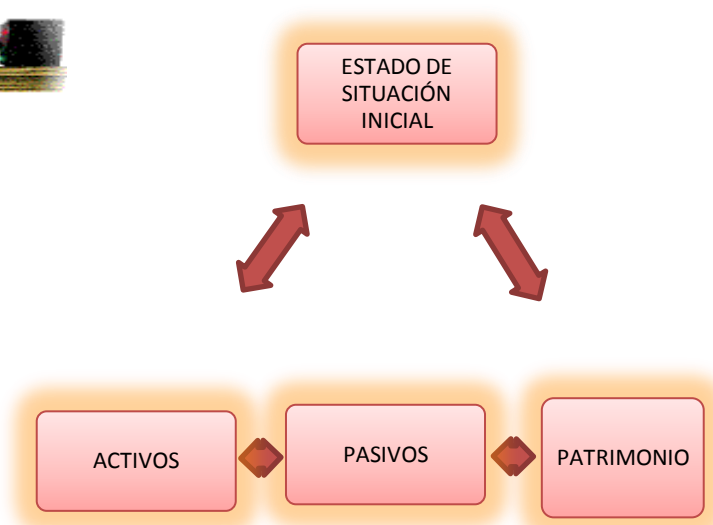 ESTADO DE
SITUACIÓN
INICIAL
ACTIVOS
PASIVOS
PATRIMONIO